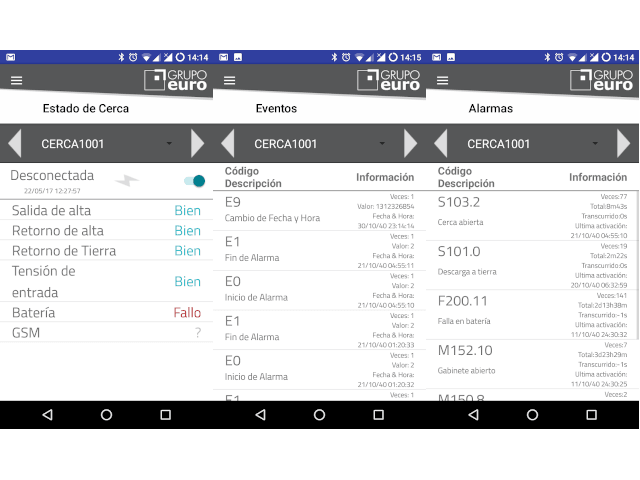 14:14
GRUPO
euro
Estado de Cerca
CERCA1001
Desconectada
22/05/17 12:27:57
Salida de alta Bien
Retorno de alta Bien
Retorno de Tierra Bien
Tensión de
entrada Bien
Batería Fallo
GSM ?
14:15
GRUPO
euro
Eventos
CERCA1001
Código
Descripción Información
E9
Cambio de Fecha y Hora
Veces: 1
Valor: 1312326854
Fecha & Hora:
30/10/40 23:14:14
E1
Fin de Alarma
Veces: 1
Valor: 2
Fecha & Hora:
21/10/40 04:55:11
E0
Inicio de Alarma
Veces: 1
Valor: 2
Fecha & Hora:
21/10/40 04:55:10
E1
Fin de Alarma
Veces: 1
Valor: 2
Fecha & Hora:
21/10/40 01:20:33
E0
Inicio de Alarma
Veces: 1
Valor: 2
Fecha & Hora:
21/10/40 01:20:32
E1
Veces: 1
14:14
GRUPO
euro
Alarmas
CERCA1001
Código
Descripción Información
S103.2
Cerca abierta
Veces:77
Total:8m43s
Transcurrido:0s
Ultima activación:
21/10/40 04:55:10
S101.0
Descarga a tierra
Veces:19
Total:2m22s
Transcurrido:0s
Ultima activación:
20/10/40 06:32:59
F200.11
Falla en batería
Veces:141
Total:2d13h38m
Transcurrido:~1s
Ultima activación:
11/10/40 24:30:32
M152.10
Gabinete abierto
Veces:7
Total:3d23h29m
Transcurrido:~1s
Ultima activación:
11/10/40 24:30:25
M150.8
Veces:2